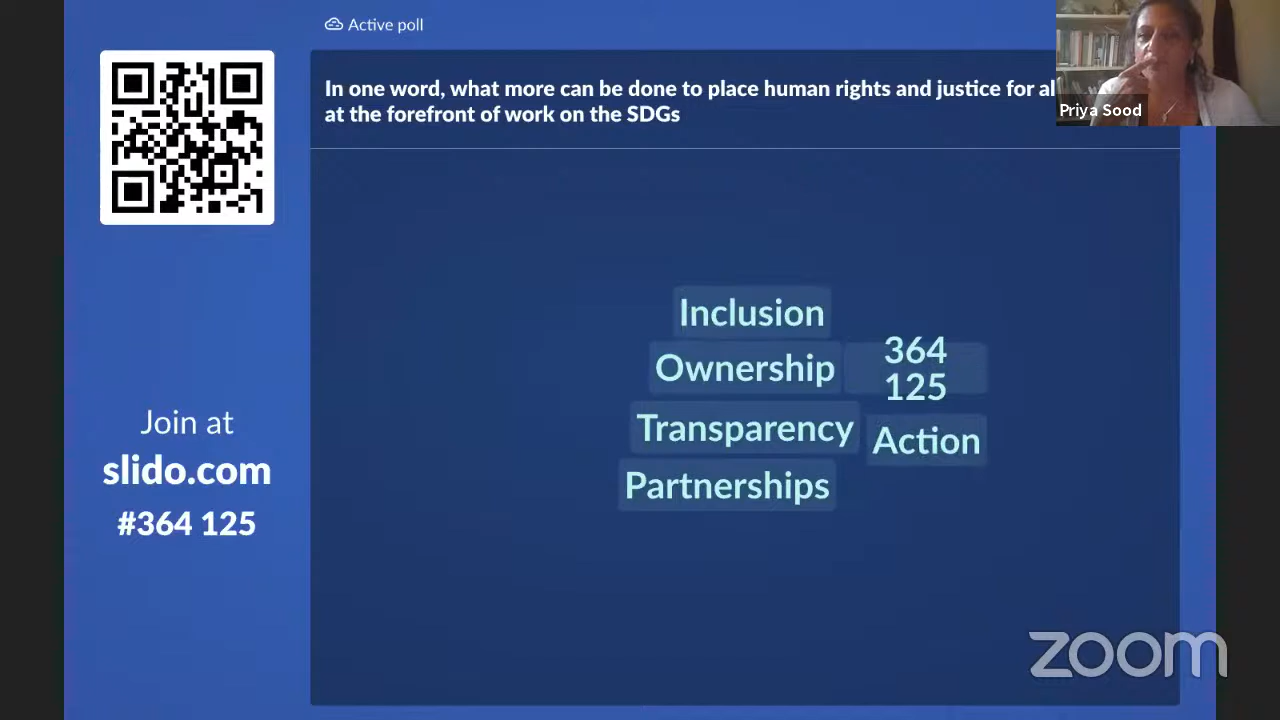 Active poll
In one word, what more can be done to place human rights and justice for al
at the forefront of work on the SDGs
Priya Sood
Inclusion
Ownership
364
125
Transparency
Action
Partnerships
Join at
slido.com
#364 125
zoom